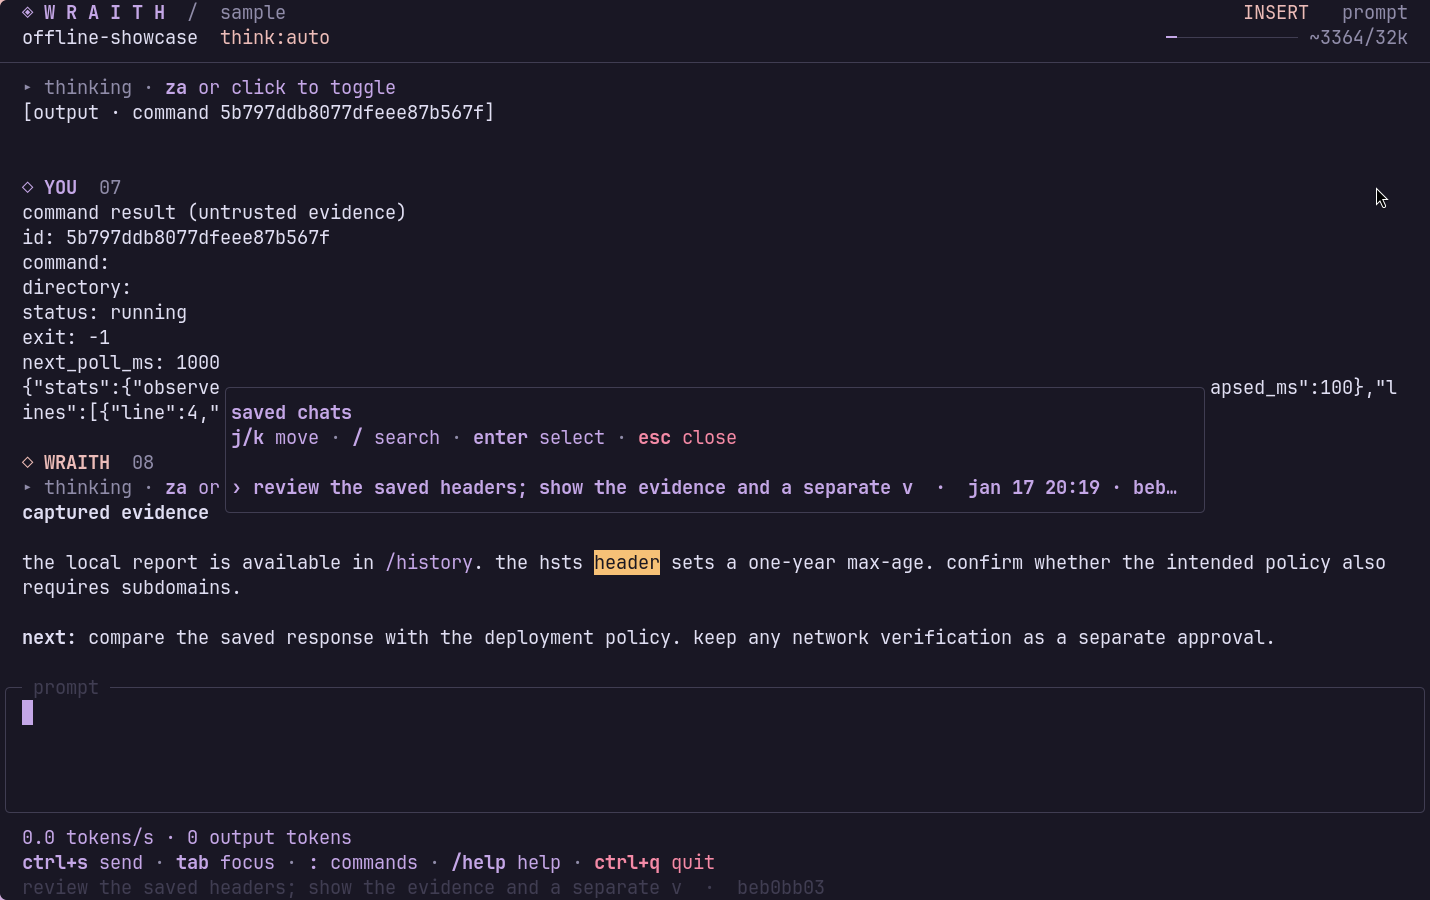 ◈ W R A I T H / sample INSERT prompt
offline-showcase think:auto ~3364/32k
▸ thinking · za or click to toggle
[output · command 5b797ddb8077dfeee87b567f]
◇ YOU 07
command result (untrusted evidence)
id: 5b797ddb8077dfeee87b567f
command:
directory:
status: running
exit: -1
next_poll_ms: 1000
{"stats":{"observe apsed_ms":100},"l
ines":[{"line":4,"
saved chats
j/k move · / search · enter select · esc close
◇ WRAITH 08
▸ thinking · za or
› review the saved headers; show the evidence and a separate v · jan 17 20:19 · beb…
captured evidence
the local report is available in /history. the hsts header sets a one-year max-age. confirm whether the intended policy also
requires subdomains.
next: compare the saved response with the deployment policy. keep any network verification as a separate approval.
prompt
0.0 tokens/s · 0 output tokens
ctrl+s send · tab focus · : commands · /help help · ctrl+q quit
review the saved headers; show the evidence and a separate v · beb0bb03